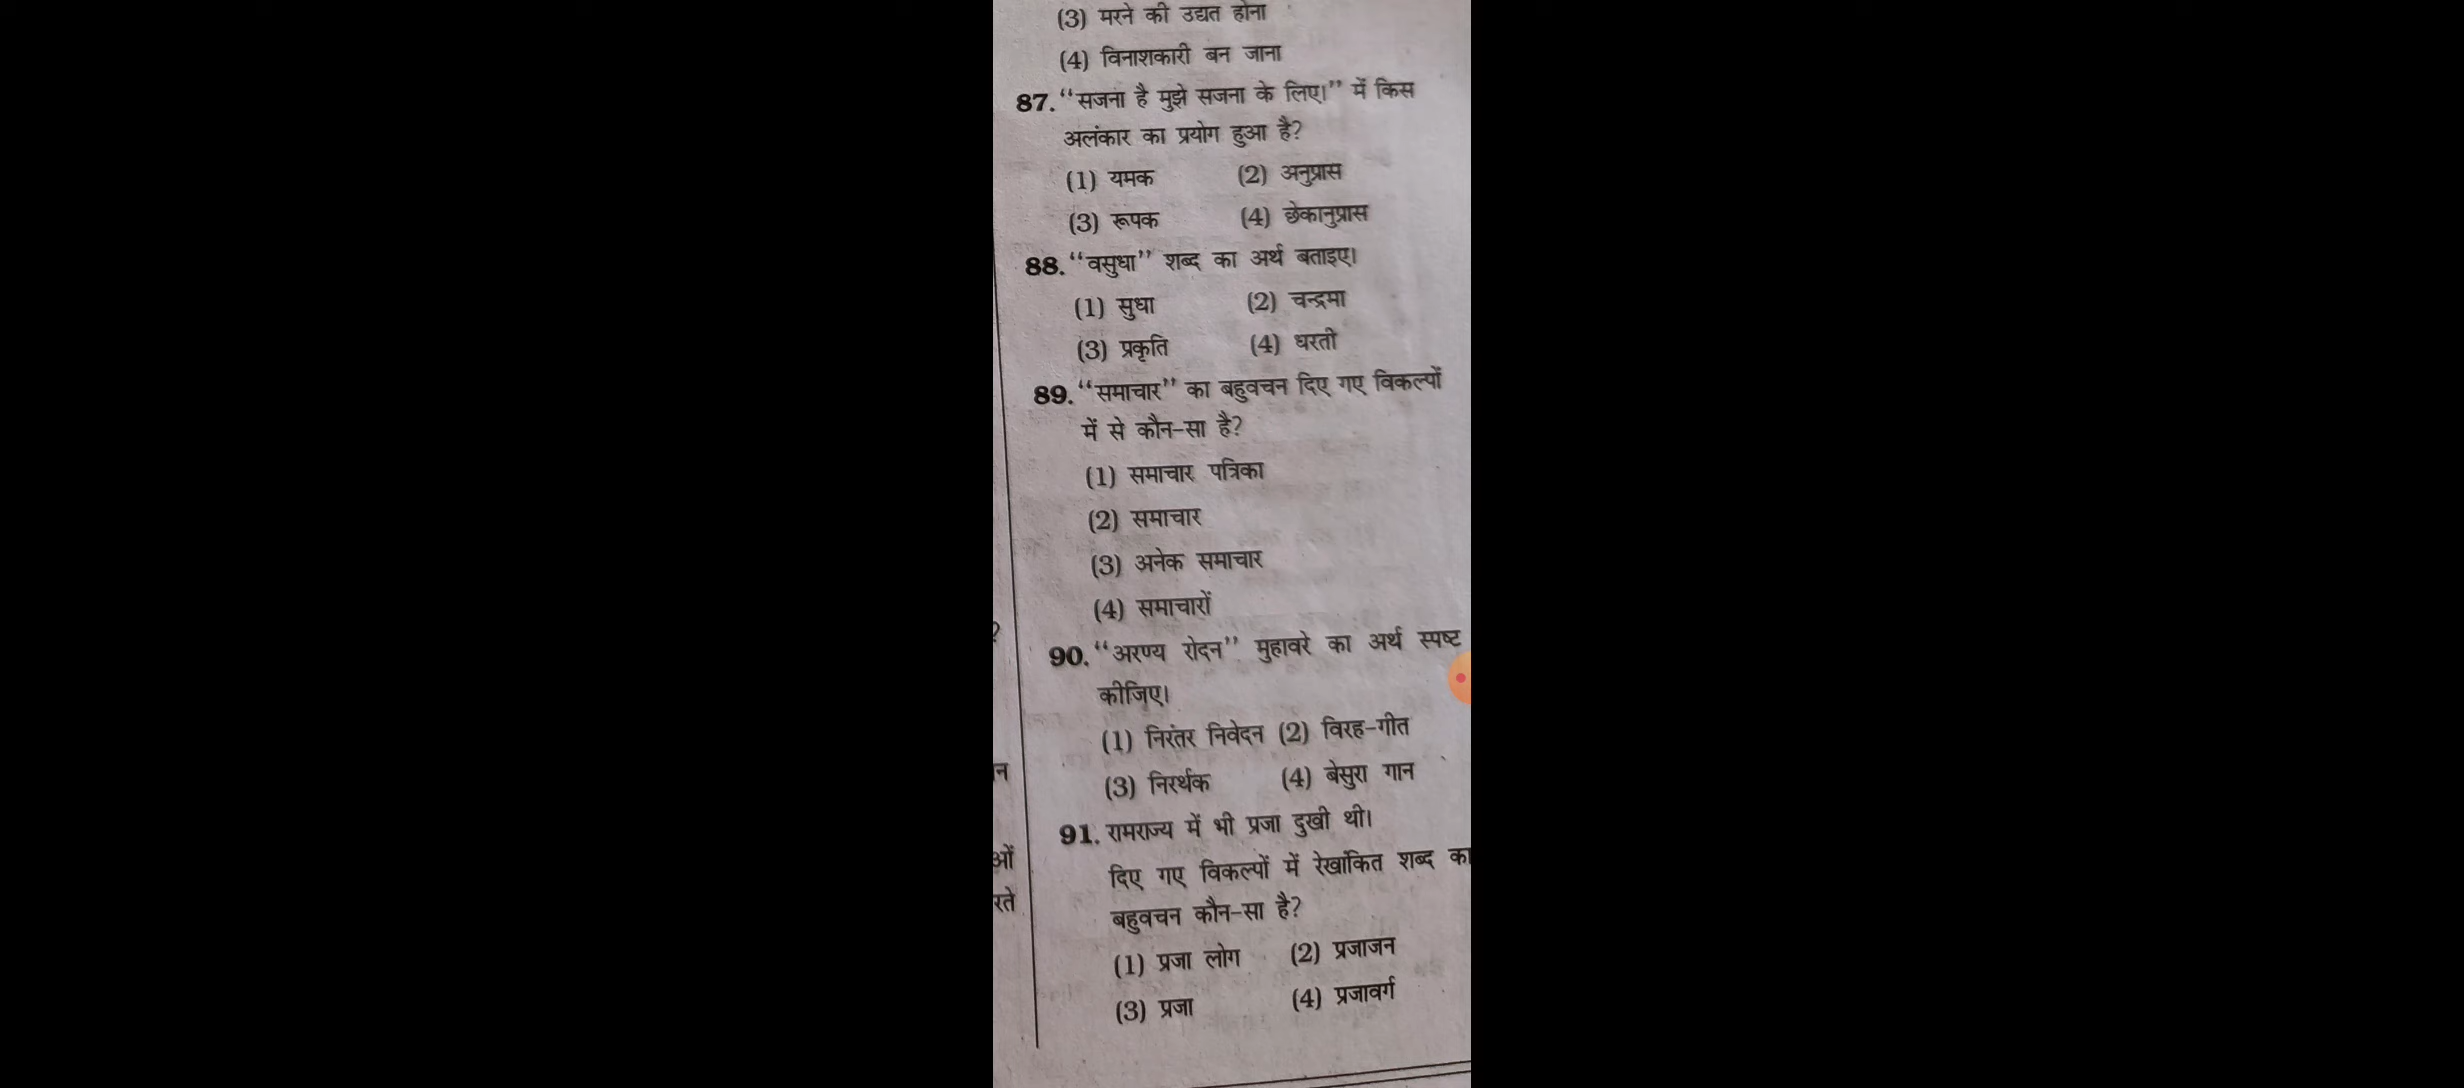 (3) मरने की उद्यत होना
(4) विनाशकारी बन जाना
87. ‘‘सजना है मुझे सजना के लिए।’’ में किस
अलंकार का प्रयोग हुआ है?
(1) यमक (2) अनुप्रास
(3) रूपक (4) छेकानुप्रास
88. ‘‘वसुधा’’ शब्द का अर्थ बताइए।
(1) सुधा (2) चन्द्रमा
(3) प्रकृति (4) धरती
89. ‘‘समाचार’’ का बहुवचन दिए गए विकल्पों
में से कौन-सा है?
(1) समाचार पत्रिका
(2) समाचार
(3) अनेक समाचार
(4) समाचारों
90. ‘‘अरण्य रोदन’’ मुहावरे का अर्थ स्पष्ट
कीजिए।
(1) निरंतर निवेदन (2) विरह-गीत
(3) निरर्थक (4) बेसुरा गान
91. रामराज्य में भी प्रजा दुखी थी।
दिए गए विकल्पों में रेखांकित शब्द का
बहुवचन कौन-सा है?
(1) प्रजा लोग (2) प्रजाजन
(3) प्रजा (4) प्रजावर्ग